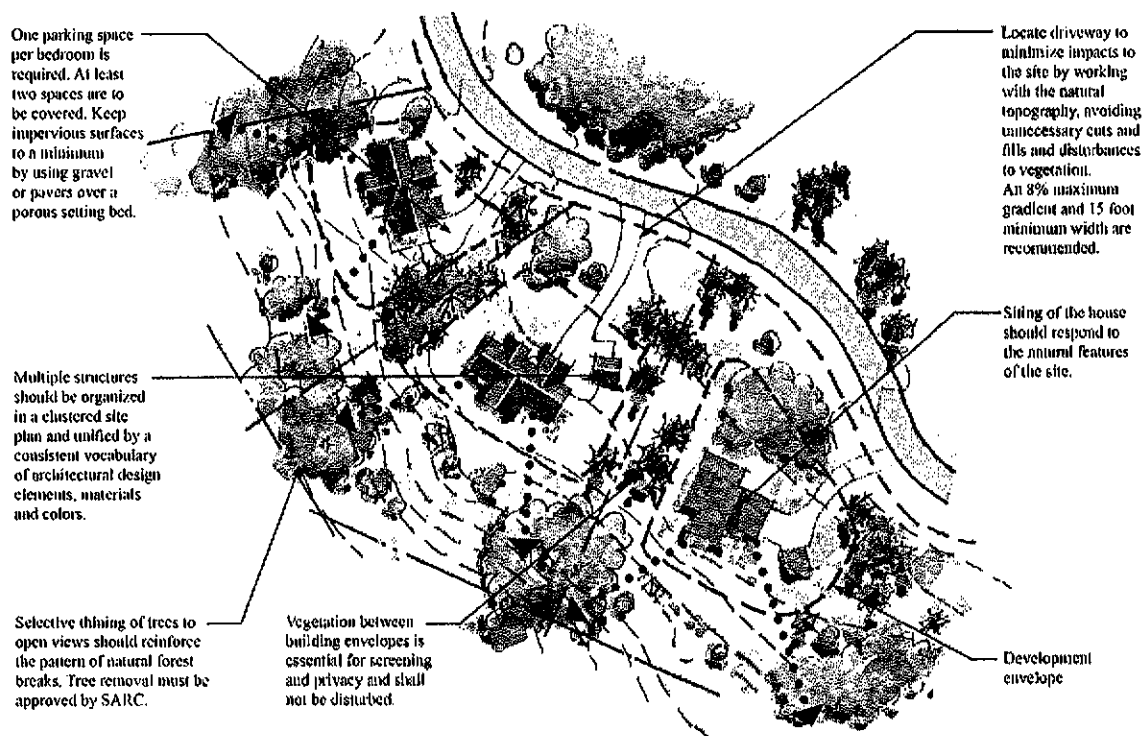 One parking space
per bedroom is
required. At least
two spaces are to
be covered. Keep
impervious surfaces
to a minimum
by using gravel
or pavers over a
porous setting bed.
Multiple structures
should be organized
in a clustered site
plan and unified by a
consistent vocabulary
of architectural design
elements, materials
and colors.
Selective thining of trees to
open views should reinforce
the pattern of natural forest
breaks. Tree removal must be
approved by SARC.
Vegetation between
building envelopes is
essential for screening
and privacy and shall
not be disturbed.
Locate driveway to
minimize impacts to
the site by working
with the natural
topography, avoiding
unnecessary cuts and
fills and disturbances
to vegetation.
An 8% maximum
gradient and 15 foot
minimum width are
recommended.
Siting of the house
should respond to
the natural features
of the site.
Development
envelope